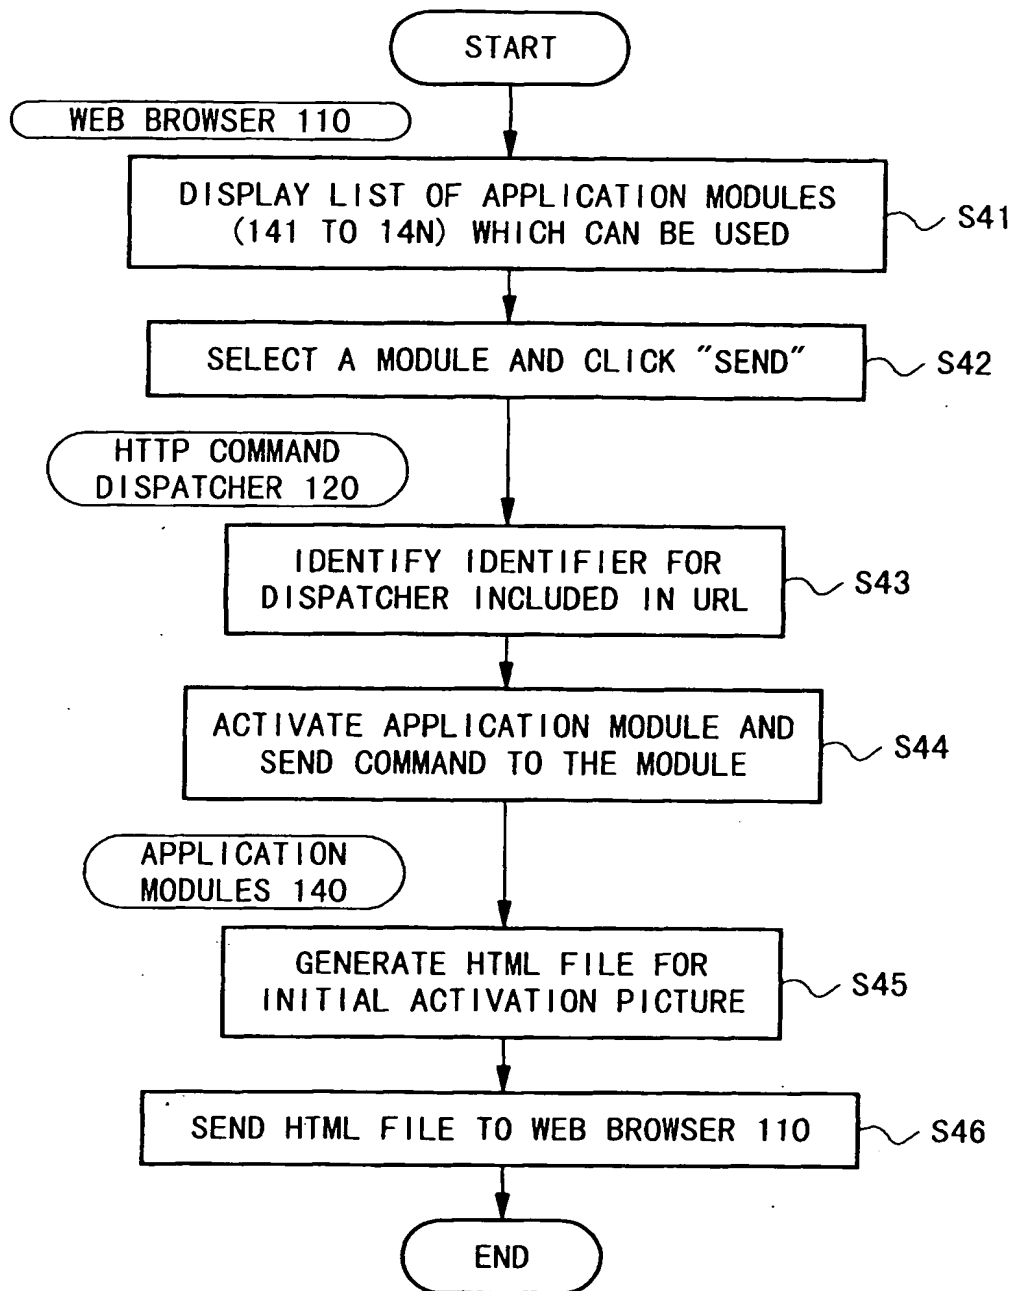 START
WEB BROWSER 110
DISPLAY LIST OF APPLICATION MODULES
(141 TO 14N) WHICH CAN BE USED
S41
SELECT A MODULE AND CLICK "SEND"
S42
HTTP COMMAND
DISPATCHER 120
IDENTIFY IDENTIFIER FOR
DISPATCHER INCLUDED IN URL
S43
ACTIVATE APPLICATION MODULE AND
SEND COMMAND TO THE MODULE
S44
APPLICATION
MODULES 140
GENERATE HTML FILE FOR
INITIAL ACTIVATION PICTURE
S45
SEND HTML FILE TO WEB BROWSER 110
S46
END